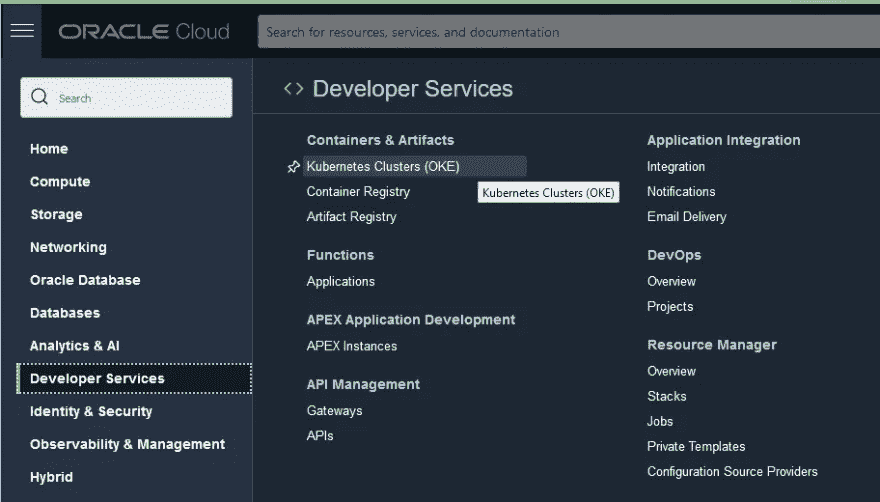 ORACLE Cloud
Search for resources, services, and documentation
Search
Home
Compute
Storage
Networking
Oracle Database
Databases
Analytics & AI
Developer Services
Identity & Security
Observability & Management
Hybrid
<> Developer Services
Containers & Artifacts
Kubernetes Clusters (OKE)
Container Registry
Kubernetes Clusters (OKE)
Artifact Registry
Functions
Applications
APEX Application Development
APEX Instances
API Management
Gateways
APIs
Application Integration
Integration
Notifications
Email Delivery
DevOps
Overview
Projects
Resource Manager
Overview
Stacks
Jobs
Private Templates
Configuration Source Providers